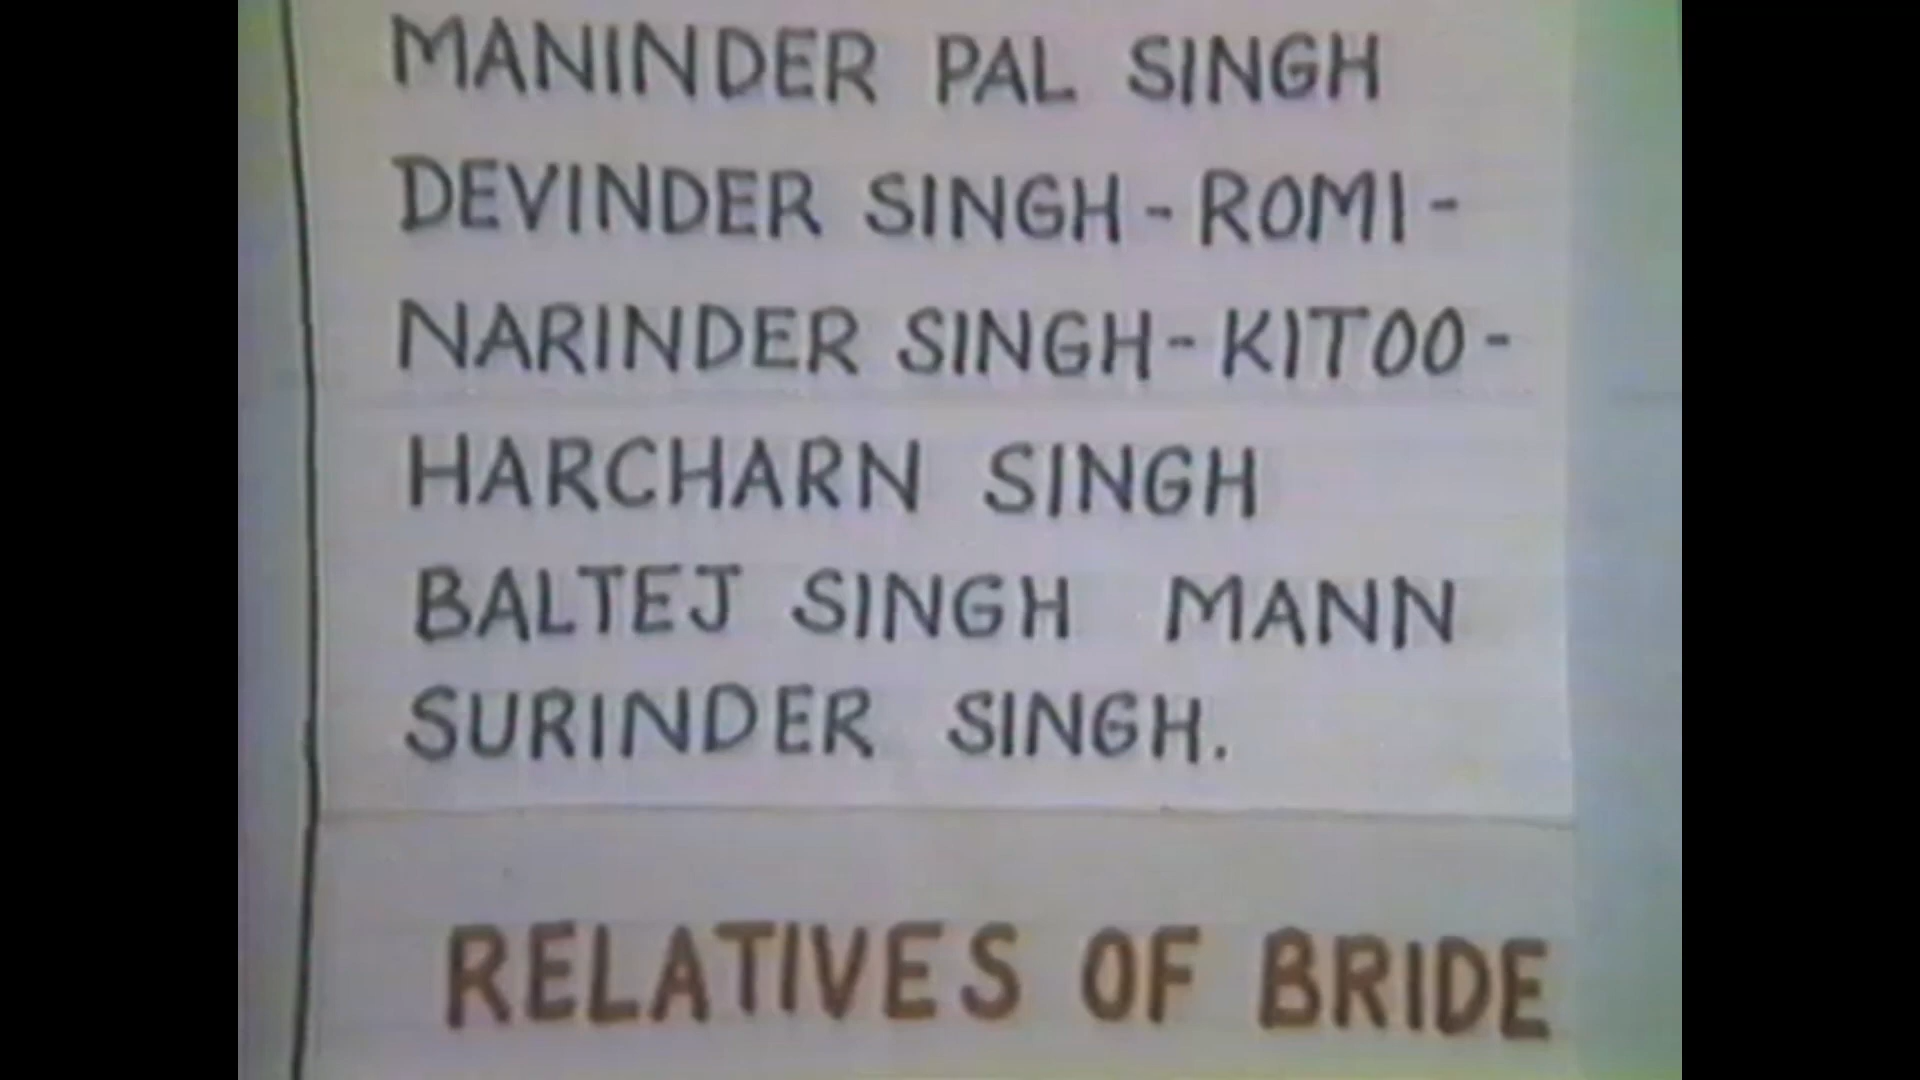 MANINDER PAL SINGH
DEVINDER SINGH - ROMI -
NARINDER SINGH - KITOO -
HARCHARN SINGH
BALTEJ SINGH MANN
SURINDER SINGH.
RELATIVES OF BRIDE